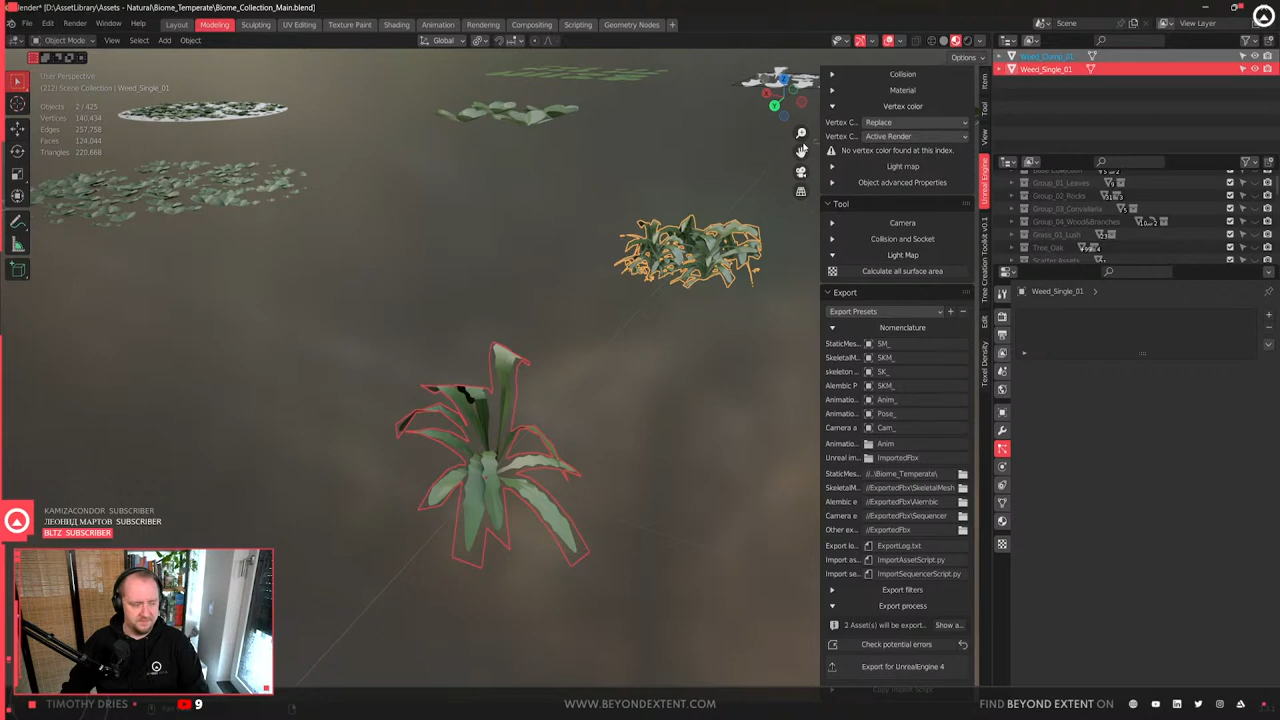 Blender* [D:\AssetLibrary\Assets - Natural\Biome_Temperate\Biome_Collection_Main.blend]
File Edit Render Window Help
Layout Modeling Sculpting UV Editing Texture Paint Shading Animation Rendering Compositing Scripting Geometry Nodes +
Scene View Layer
Object Mode View Select Add Object Global
Options
User Perspective
(212) Scene Collection | Weed_Single_01
Objects 2 / 425
Vertices 140,434
Edges 257,758
Faces 124,044
Triangles 220,668
X
Y
Z
Collision
Material
Vertex color
Vertex C... Replace
Vertex C... Active Render
No vertex color found at this index.
Light map
Object advanced Properties
Tool
Camera
Collision and Socket
Light Map
Calculate all surface area
Export
Export Presets
Nomenclature
StaticMes... SM_
SkeletalM... SKM_
skeleton ... SK_
Alembic P SKM_
Animatio... Anim_
Animatio... Pose_
Camera a Cam_
Animatio... Anim
Unreal im... ImportedFbx
StaticMes... //..\Biome_Temperate\
SkeletalM... //ExportedFbx\SkeletalMesh
Alembic e //ExportedFbx\Alembic
Camera e //ExportedFbx\Sequencer
Other ex... //ExportedFbx
Export lo... ExportLog.txt
Import as... ImportAssetScript.py
Import se... ImportSequencerScript.py
Export filters
Export process
2 Asset(s) will be export... Show a...
Check potential errors
Export for UnrealEngine 4
Copy Import Script
Item
Tool
View
Unreal Engine
Tree Creation Toolkit v0.1
Edit
Texel Density
Weed_Clump_01
Weed_Single_01
Base Collection
Group_01_Leaves
Group_02_Rocks
Group_03_Convallaria
Group_04_Wood&Branches
Grass_01_Lush
Tree_Oak
Scatter Assets
Weed_Single_01
KAMIZACONDOR SUBSCRIBER
ЛЕОНИД МАРТОВ SUBSCRIBER
BLTZ SUBSCRIBER
TIMOTHY DRIES 9
WWW.BEYONDEXTENT.COM
FIND BEYOND EXTENT ON